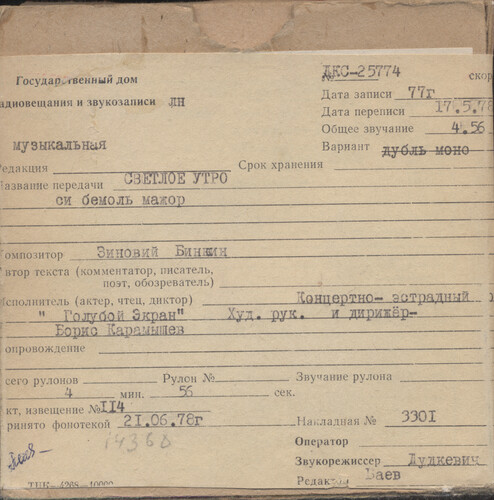 Государственный дом
радиовещания и звукозаписи ЛН
№ ДКС-25774 скор
Дата записи 77г
Дата переписи 17.5.78
Общее звучание 4.56
музыкальная
Вариант дубль моно
Редакция Срок хранения
Название передачи СВЕТЛОЕ УТРО
си бемоль мажор
Композитор Зиновий Бинкин
Автор текста (комментатор, писатель,
поэт, обозреватель)
Исполнитель (актер, чтец, диктор) Концертно-эстрадный
" Голубой Экран" Худ. рук. и дирижёр-
Борис Карамышев
Сопровождение
Всего рулонов Рулон № Звучание рулона
4 мин. 56 сек.
Акт, извещение № 114
Принято фонотекой 21.06.78г Накладная № 3301
Оператор
Звукорежиссер Дудкевич
Редактор Баев